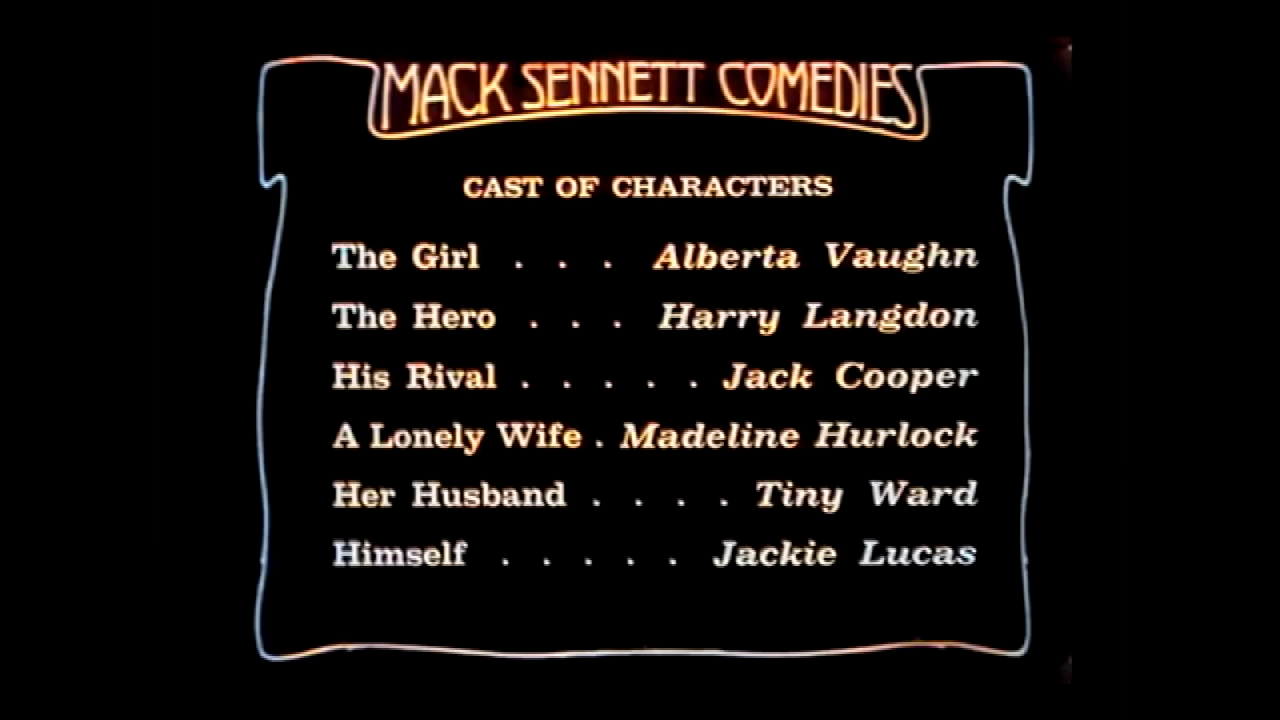 MACK SENNETT COMEDIES
CAST OF CHARACTERS
The Girl . . . Alberta Vaughn
The Hero . . . Harry Langdon
His Rival . . . . . Jack Cooper
A Lonely Wife . Madeline Hurlock
Her Husband . . . . Tiny Ward
Himself . . . . . Jackie Lucas